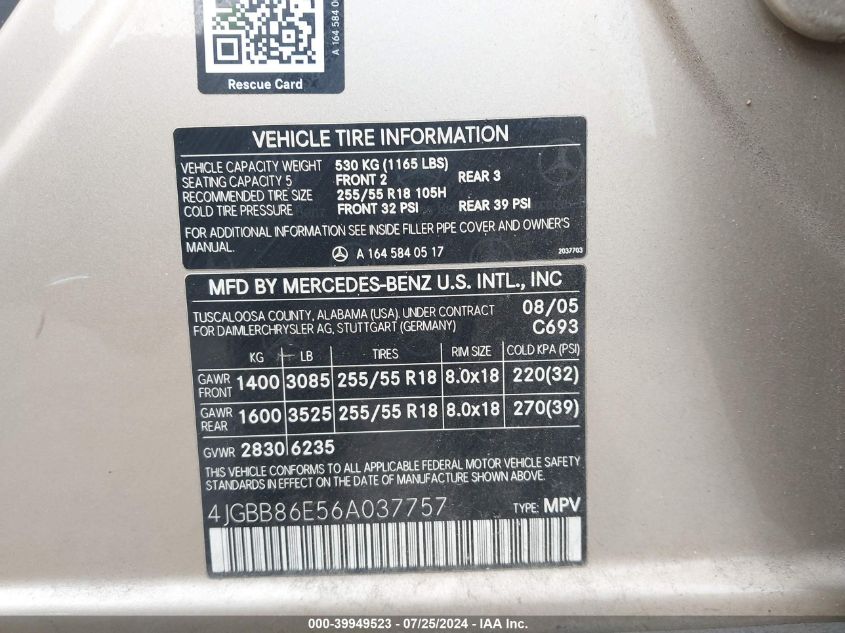 A 164 584 0
Rescue Card
VEHICLE TIRE INFORMATION
VEHICLE CAPACITY WEIGHT 530 KG (1165 LBS)
SEATING CAPACITY 5 FRONT 2 REAR 3
RECOMMENDED TIRE SIZE 255/55 R18 105H
COLD TIRE PRESSURE FRONT 32 PSI REAR 39 PSI
FOR ADDITIONAL INFORMATION SEE INSIDE FILLER PIPE COVER AND OWNER'S
MANUAL.
A 164 584 05 17 2037703
MFD BY MERCEDES-BENZ U.S. INTL., INC
TUSCALOOSA COUNTY, ALABAMA (USA). UNDER CONTRACT 08/05
FOR DAIMLERCHRYSLER AG, STUTTGART (GERMANY) C693
KG LB TIRES RIM SIZE COLD KPA (PSI)
GAWR FRONT 1400 3085 255/55 R18 8.0x18 220(32)
GAWR REAR 1600 3525 255/55 R18 8.0x18 270(39)
GVWR 2830 6235
THIS VEHICLE CONFORMS TO ALL APPLICABLE FEDERAL MOTOR VEHICLE SAFETY
STANDARDS IN EFFECT ON THE DATE OF MANUFACTURE SHOWN ABOVE.
4JGBB86E56A037757 TYPE: MPV
000-39949523 - 07/25/2024 - IAA Inc.